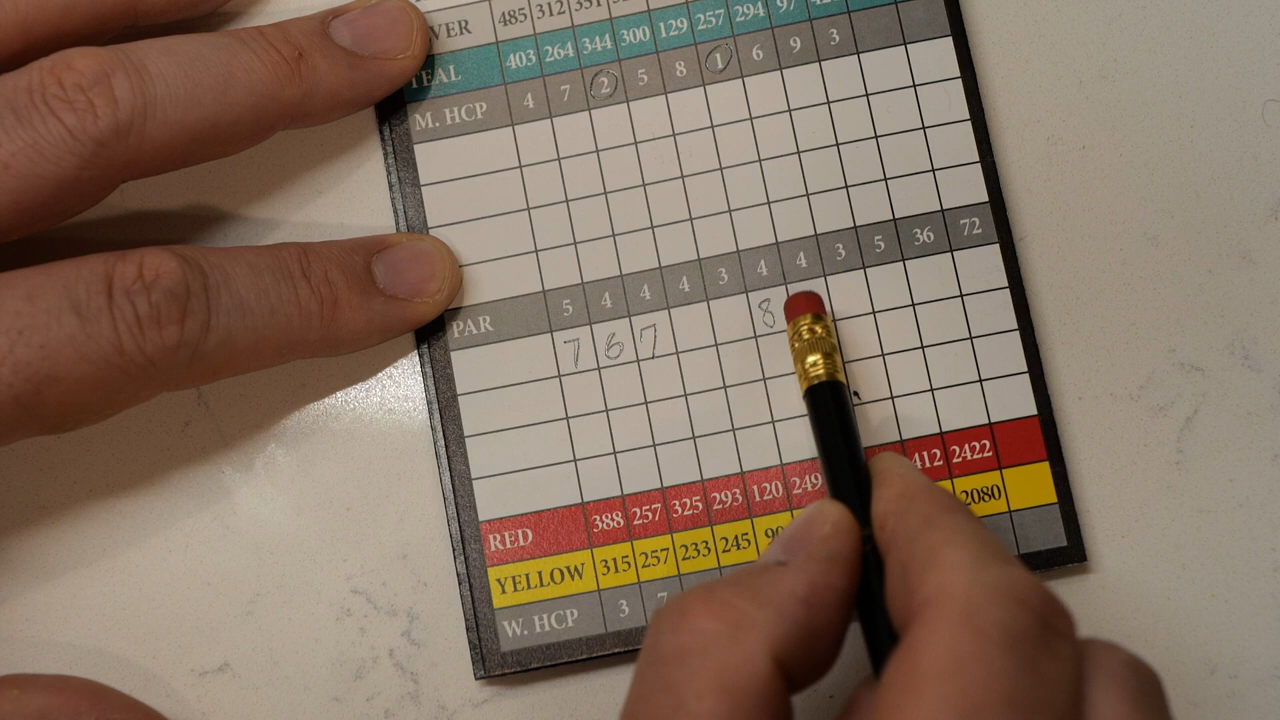 VER 485 312 351
TEAL 403 264 344 300 129 257 294 97
M. HCP 4 7 2 5 8 1 6 9 3
PAR 5 4 4 4 3 4 4 3 5 36 72
7 6 7 8
RED 388 257 325 293 120 249 412 2422
YELLOW 315 257 233 245 2080
W. HCP 3 7